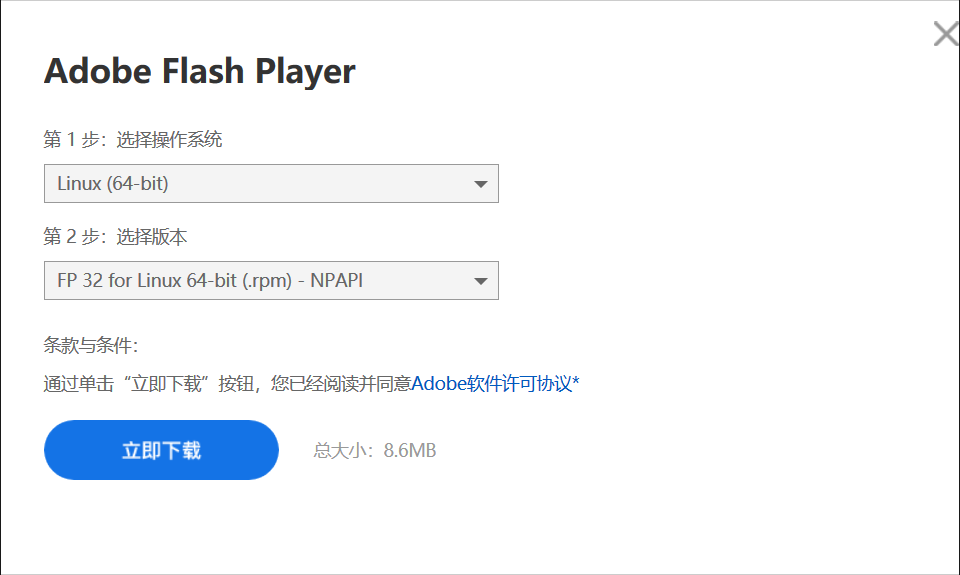 Adobe Flash Player
第 1 步：选择操作系统
Linux (64-bit)
第 2 步：选择版本
FP 32 for Linux 64-bit (.rpm) - NPAPI
条款与条件：
通过单击“立即下载”按钮，您已经阅读并同意Adobe软件许可协议*
立即下载 总大小：8.6MB